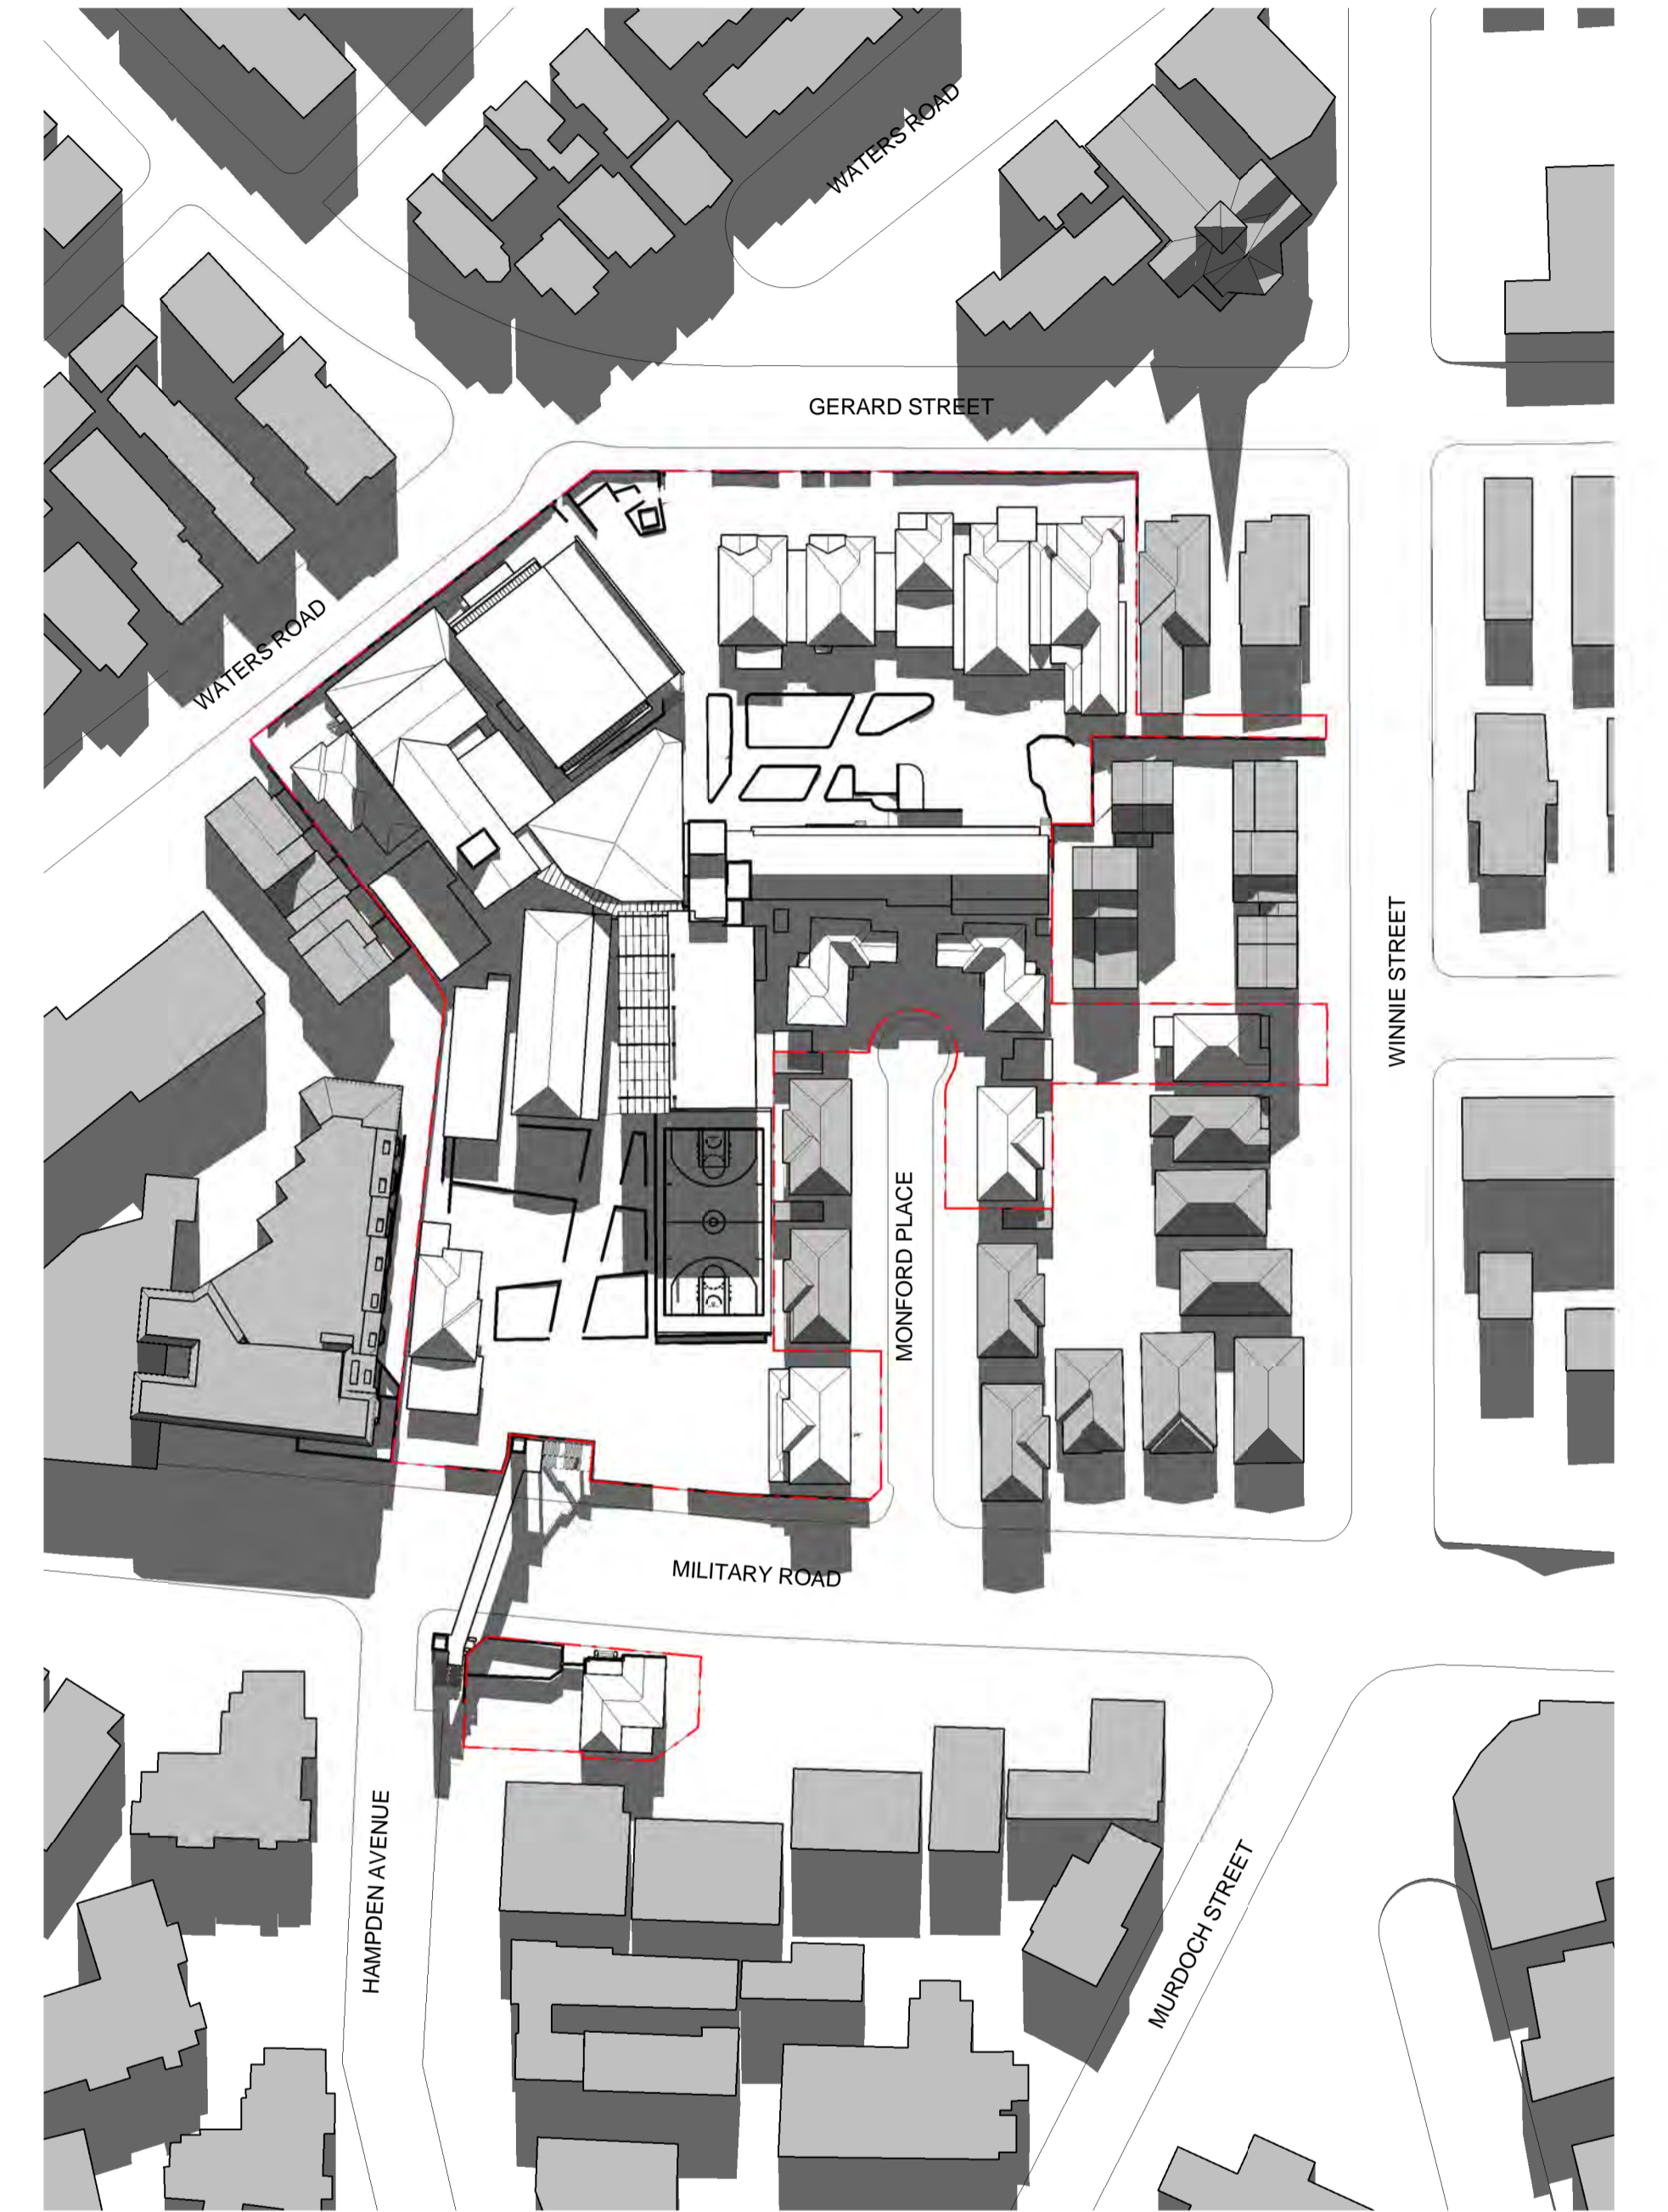 WATERS ROAD
GERARD STREET
WATERS ROAD
WINNIE STREET
MONFORD PLACE
MILITARY ROAD
HAMPDEN AVENUE
MURDOCH STREET